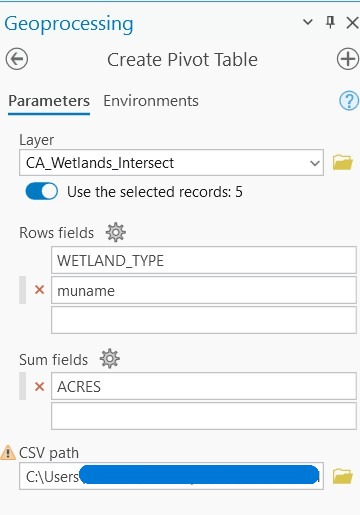 Geoprocessing
Create Pivot Table
Parameters Environments
Layer
CA_Wetlands_Intersect
Use the selected records: 5
Rows fields
WETLAND_TYPE
muname
Sum fields
ACRES
CSV path
C:\Users